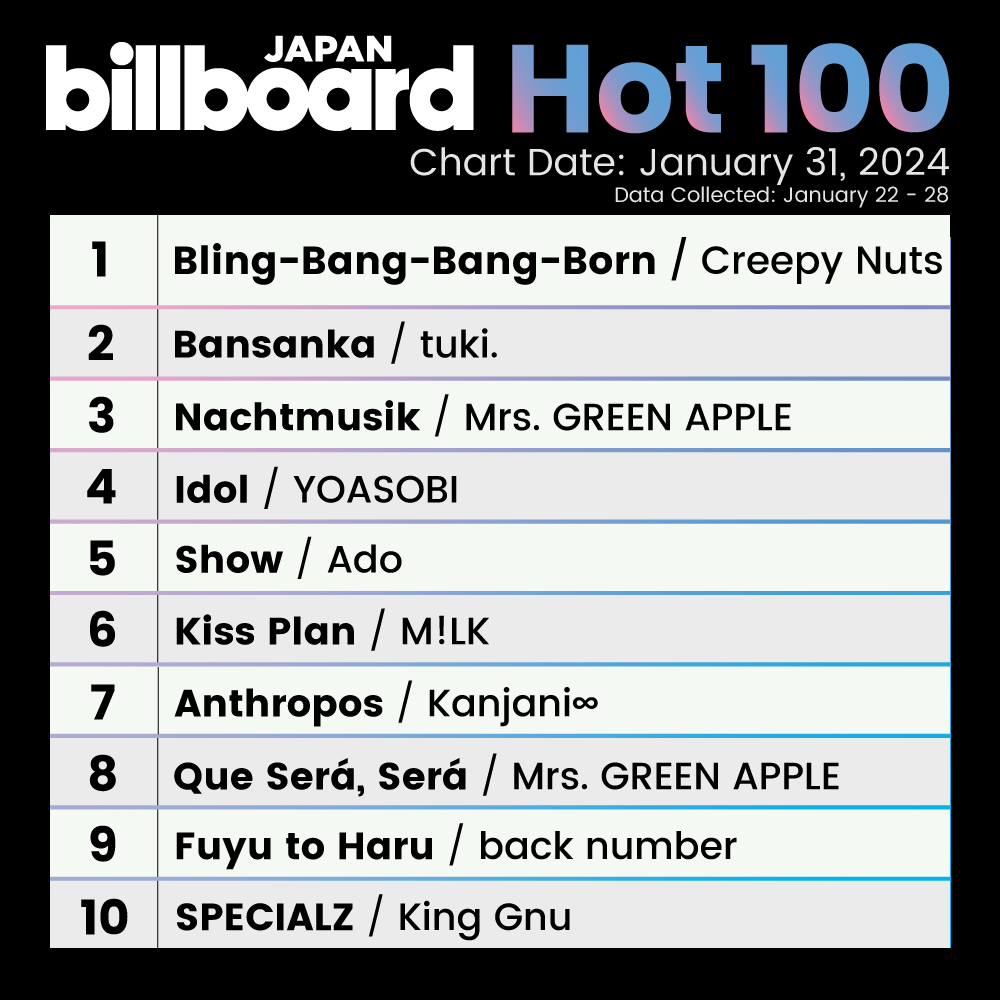 JAPAN
billboard Hot 100
Chart Date: January 31, 2024
Data Collected: January 22 - 28
1 Bling-Bang-Bang-Born / Creepy Nuts
2 Bansanka / tuki.
3 Nachtmusik / Mrs. GREEN APPLE
4 Idol / YOASOBI
5 Show / Ado
6 Kiss Plan / M!LK
7 Anthropos / Kanjani∞
8 Que Será, Será / Mrs. GREEN APPLE
9 Fuyu to Haru / back number
10 SPECIALZ / King Gnu